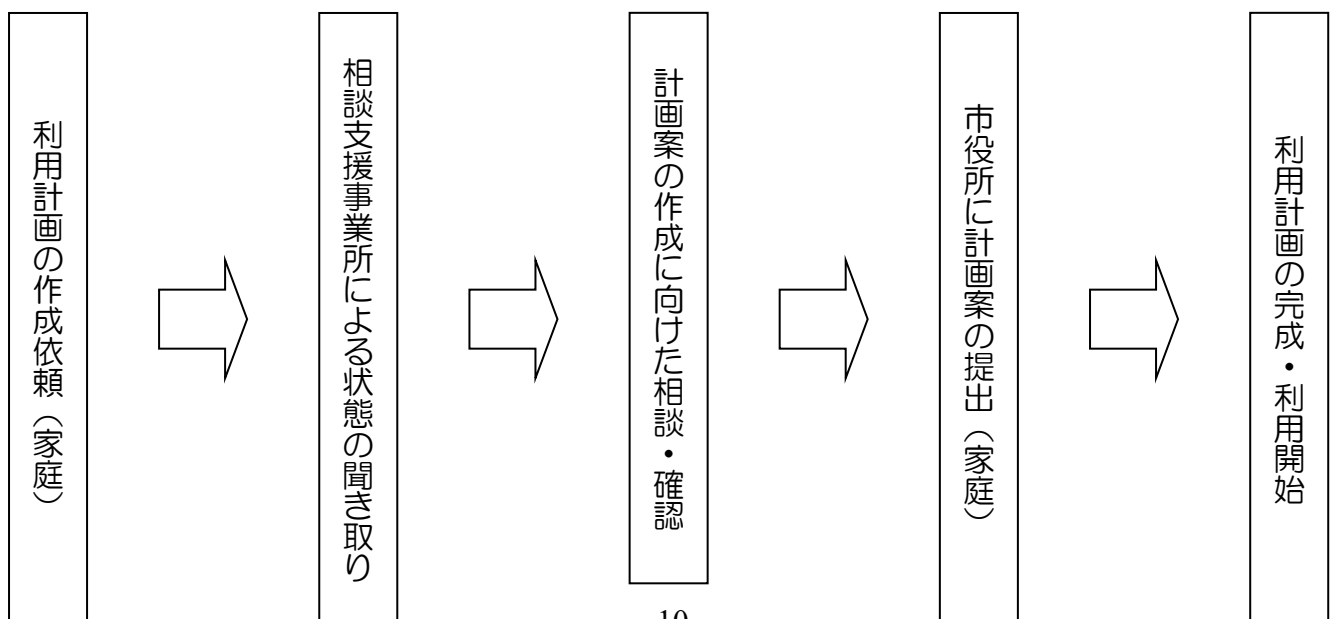 利用計画の作成依頼（家庭）
相談支援事業所による状態の聞き取り
計画案の作成に向けた相談・確認
市役所に計画案の提出（家庭）
利用計画の完成・利用開始
10